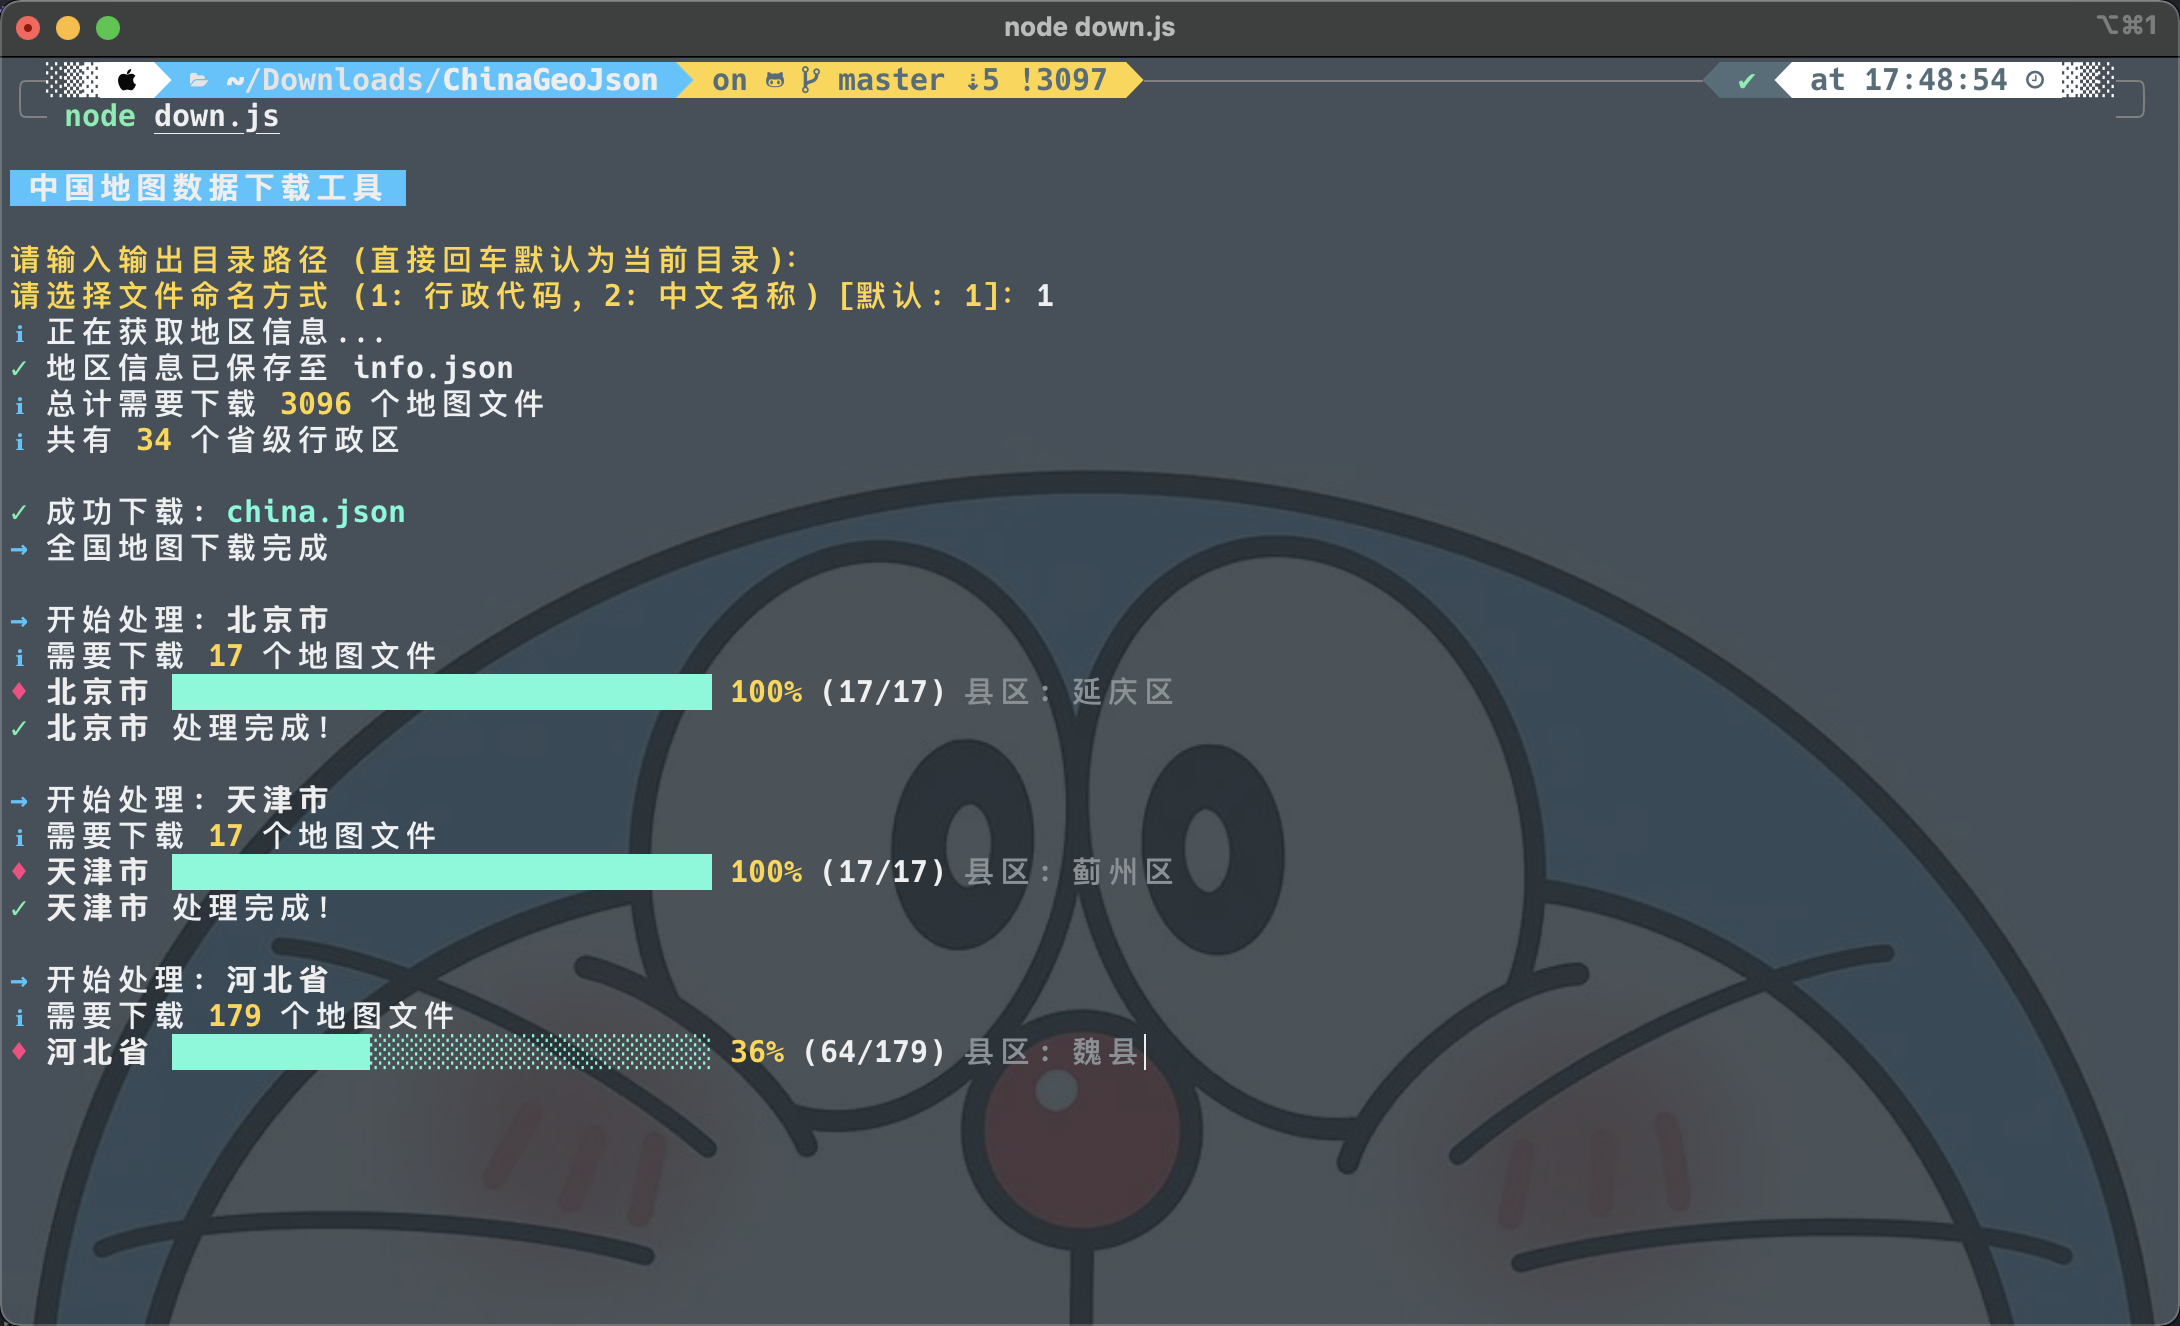 node down.js
⌥⌘1
~/Downloads/ChinaGeoJson on master ⇣5 !3097 ✔ at 17:48:54
node down.js
中国地图数据下载工具
请输入输出目录路径 (直接回车默认为当前目录):
请选择文件命名方式 (1: 行政代码, 2: 中文名称) [默认: 1]: 1
ℹ 正在获取地区信息...
✓ 地区信息已保存至 info.json
ℹ 总计需要下载 3096 个地图文件
ℹ 共有 34 个省级行政区
✓ 成功下载: china.json
→ 全国地图下载完成
→ 开始处理: 北京市
ℹ 需要下载 17 个地图文件
♦ 北京市 100% (17/17) 县区: 延庆区
✓ 北京市 处理完成!
→ 开始处理: 天津市
ℹ 需要下载 17 个地图文件
♦ 天津市 100% (17/17) 县区: 蓟州区
✓ 天津市 处理完成!
→ 开始处理: 河北省
ℹ 需要下载 179 个地图文件
♦ 河北省 36% (64/179) 县区: 魏县